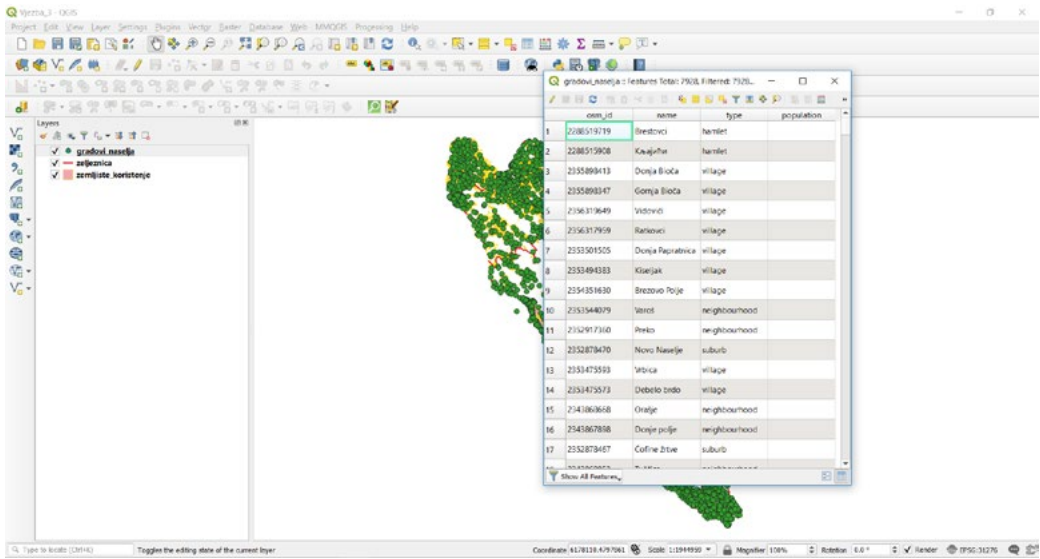 Vjezba_3 - QGIS
Project Edit View Layer Settings Plugins Vector Raster Database Web MMQGIS Processing Help
Layers
gradovi_naselja
zeljeznica
zemljiste_koristenje
gradovi_naselja :: Features Total: 7928, Filtered: 7928...
osm_id name type population
1 2288519719 Brestovci hamlet
2 2288515908 hamlet
3 2355898413 Donja Bioča village
4 2355898347 Gornja Bioča village
5 2356319649 Vidovići village
6 2356317959 Ratkovci village
7 2353501505 Donja Papratnica village
8 2353494383 Kiseljak village
9 2354351630 Brezovo Polje village
10 2353544079 Varoš neighbourhood
11 2352917360 Preko neighbourhood
12 2352878470 Novo Naselje suburb
13 2353475593 Vrbica village
14 2353475573 Debelo brdo village
15 2343868668 Orašje neighbourhood
16 2343867898 Donje polje neighbourhood
17 2352878467 Cofine žrtve suburb
Show All Features
Type to locate (Ctrl+K) Toggles the editing state of the current layer Coordinate 6178138.4797861 Scale 1:1944959 Magnifier 100% Rotation 0.0 ° Render EPSG:31276